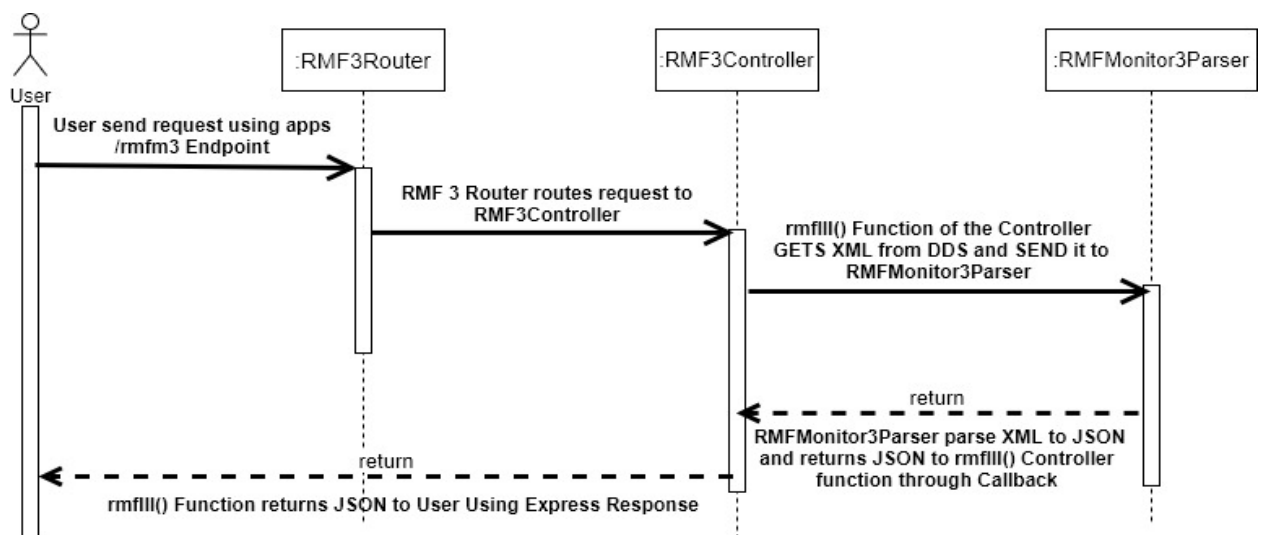 :RMF3Router
:RMF3Controller
:RMFMonitor3Parser
User
User send request using apps
/rmfm3 Endpoint
RMF 3 Router routes request to
RMF3Controller
rmfIII() Function of the Controller
GETS XML from DDS and SEND it to
RMFMonitor3Parser
return
RMFMonitor3Parser parse XML to JSON
and returns JSON to rmfIII() Controller
function through Callback
return
rmfIII() Function returns JSON to User Using Express Response